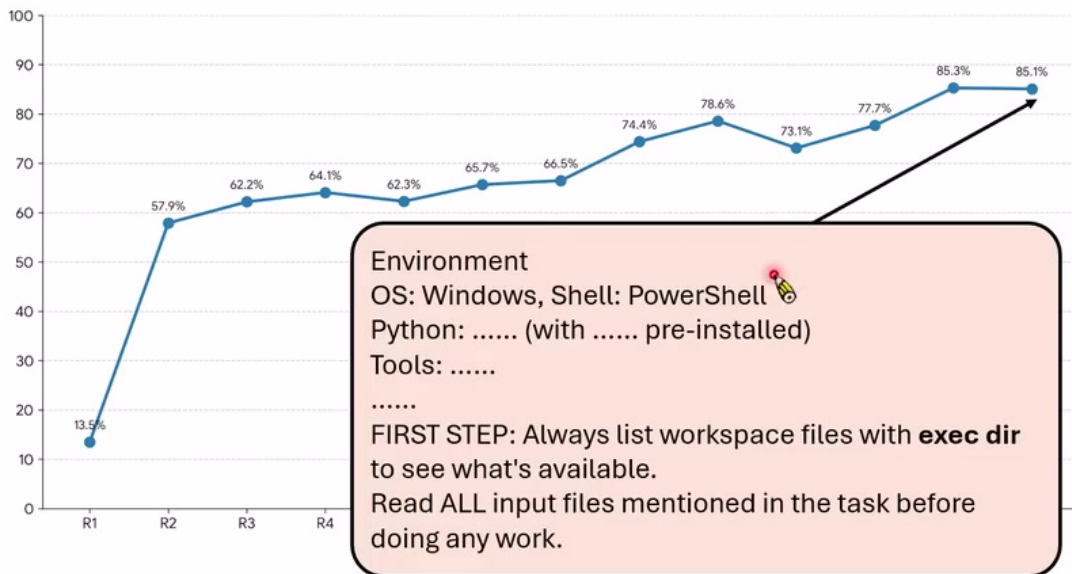 100
90
80
70
60
50
40
30
20
10
0
13.5%
57.9%
62.2%
64.1%
62.3%
65.7%
66.5%
74.4%
78.6%
73.1%
77.7%
85.3%
85.1%
R1
R2
R3
R4
Environment
OS: Windows, Shell: PowerShell
Python: ...... (with ...... pre-installed)
Tools: ......
......
FIRST STEP: Always list workspace files with exec dir
to see what's available.
Read ALL input files mentioned in the task before
doing any work.